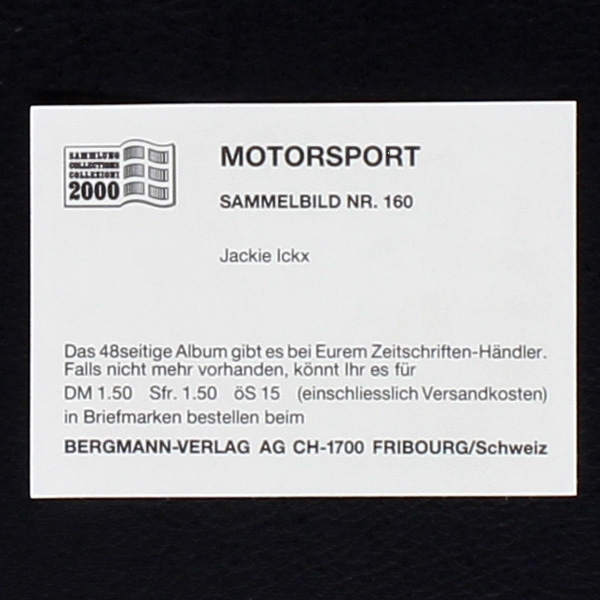 SAMMLUNG
COLLECTIONS
COLLEZIONI
2000
MOTORSPORT
SAMMELBILD NR. 160
Jackie Ickx
Das 48seitige Album gibt es bei Eurem Zeitschriften-Händler.
Falls nicht mehr vorhanden, könnt Ihr es für
DM 1.50 Sfr. 1.50 öS 15 (einschliesslich Versandkosten)
in Briefmarken bestellen beim
BERGMANN-VERLAG AG CH-1700 FRIBOURG/Schweiz